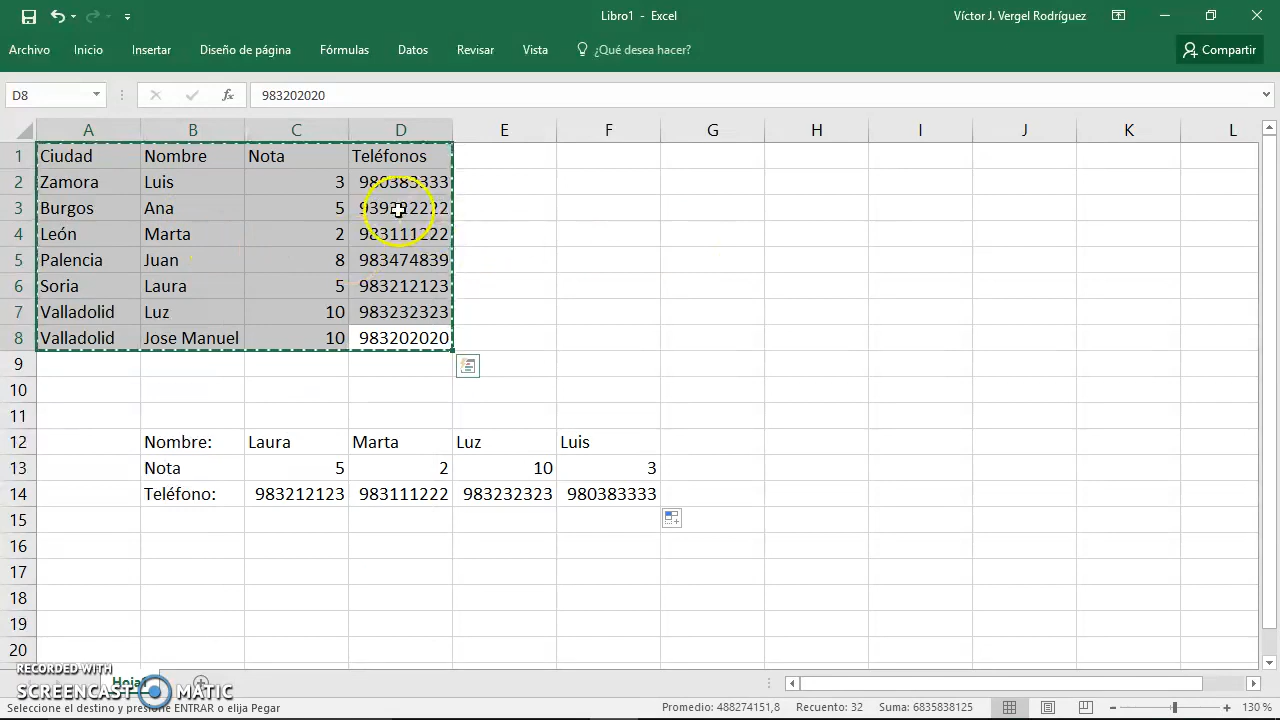 Libro1 - Excel
Víctor J. Vergel Rodríguez
Archivo Inicio Insertar Diseño de página Fórmulas Datos Revisar Vista ¿Qué desea hacer? Compartir
D8 fx 983202020
A B C D E F G H I J K L
1 Ciudad Nombre Nota Teléfonos
2 Zamora Luis 3 980383333
3 Burgos Ana 5
4 León Marta 2 983111222
5 Palencia Juan 8 983474839
6 Soria Laura 5 983212123
7 Valladolid Luz 10 983232323
8 Valladolid Jose Manuel 10 983202020
9
10
11
12 Nombre: Laura Marta Luz Luis
13 Nota 5 2 10 3
14 Teléfono: 983212123 983111222 983232323 980383333
15
16
17
18
19
20
RECORDED WITH
SCREENCAST MATIC
Seleccione el destino y presione ENTRAR o elija Pegar
Promedio: 488274151,8 Recuento: 32 Suma: 6835838125 130 %